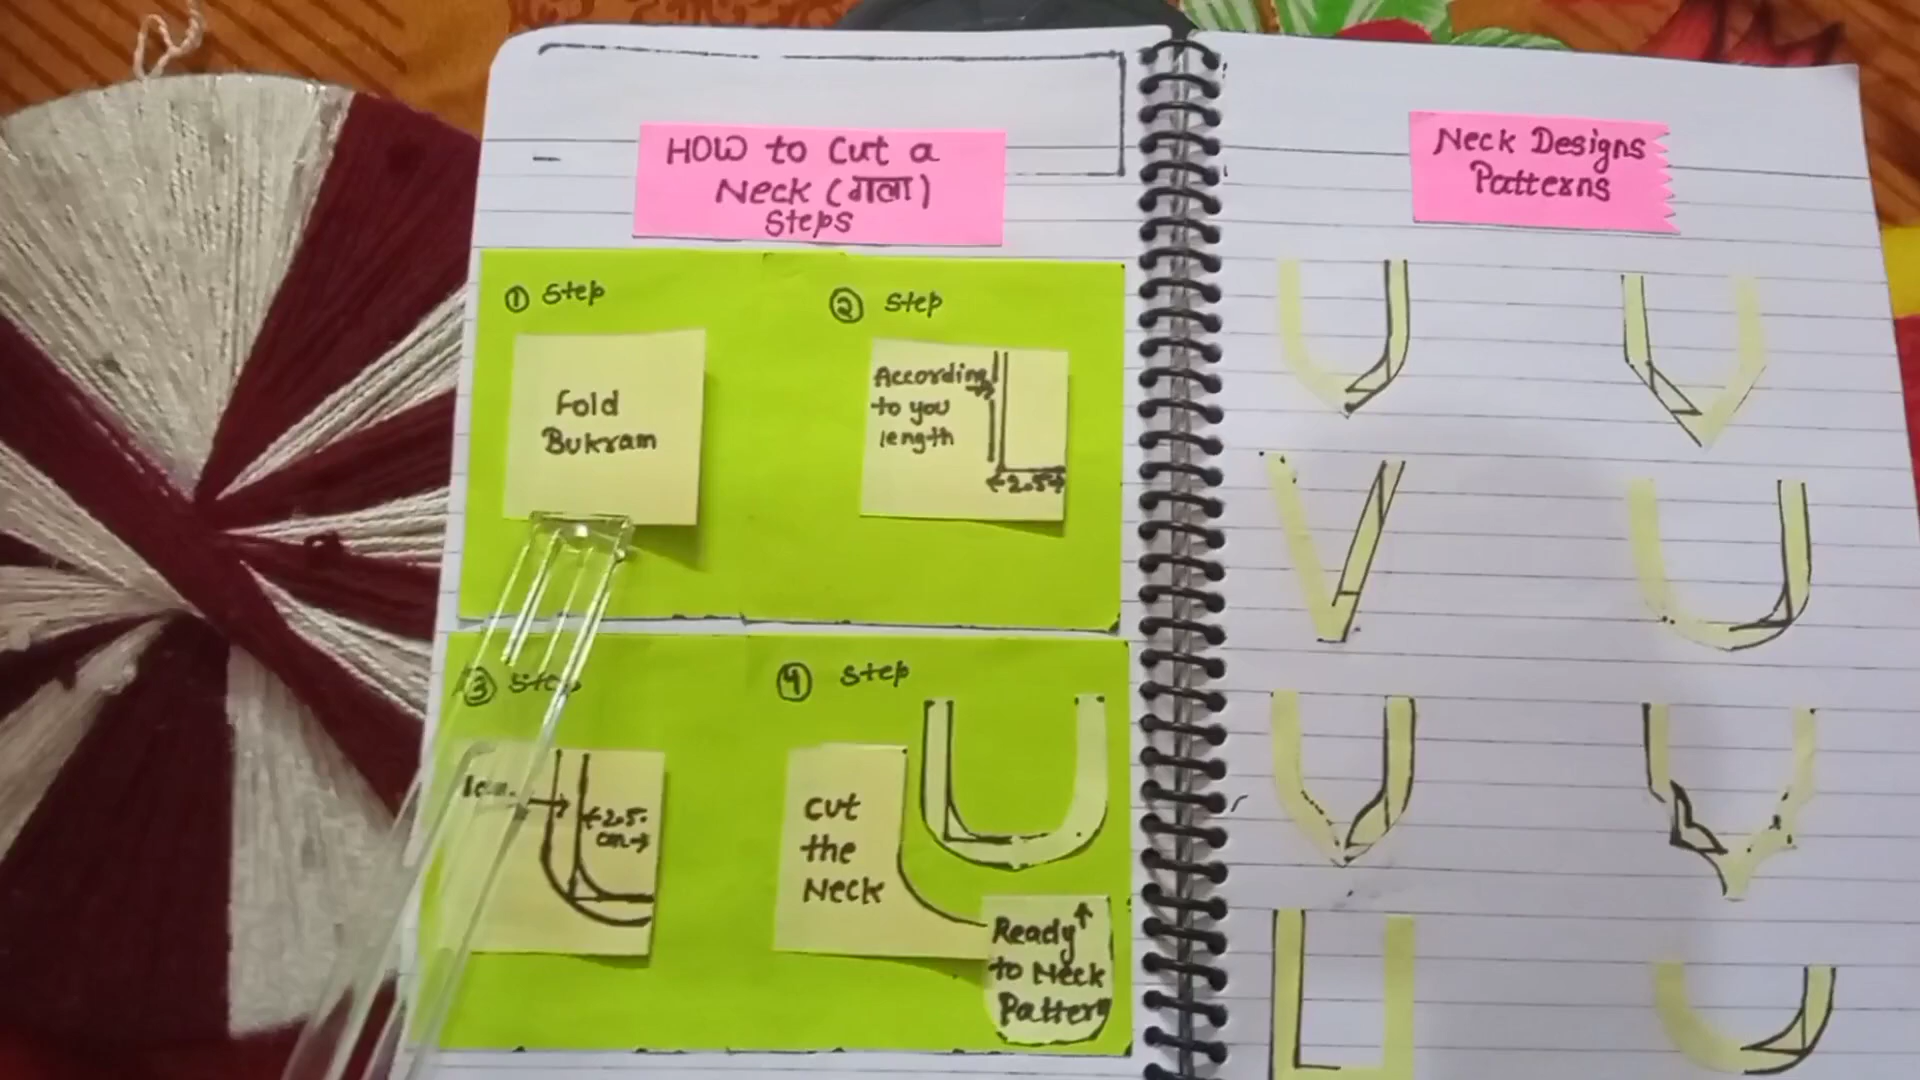 HOW to Cut a
Neck (गला)
Steps
① Step
Fold
Bukram
② Step
According
to you
length
2.5
③ Step
2.5
cm
④ Step
Cut
the
Neck
Ready
to Neck
Pattern
Neck Designs
Patterns